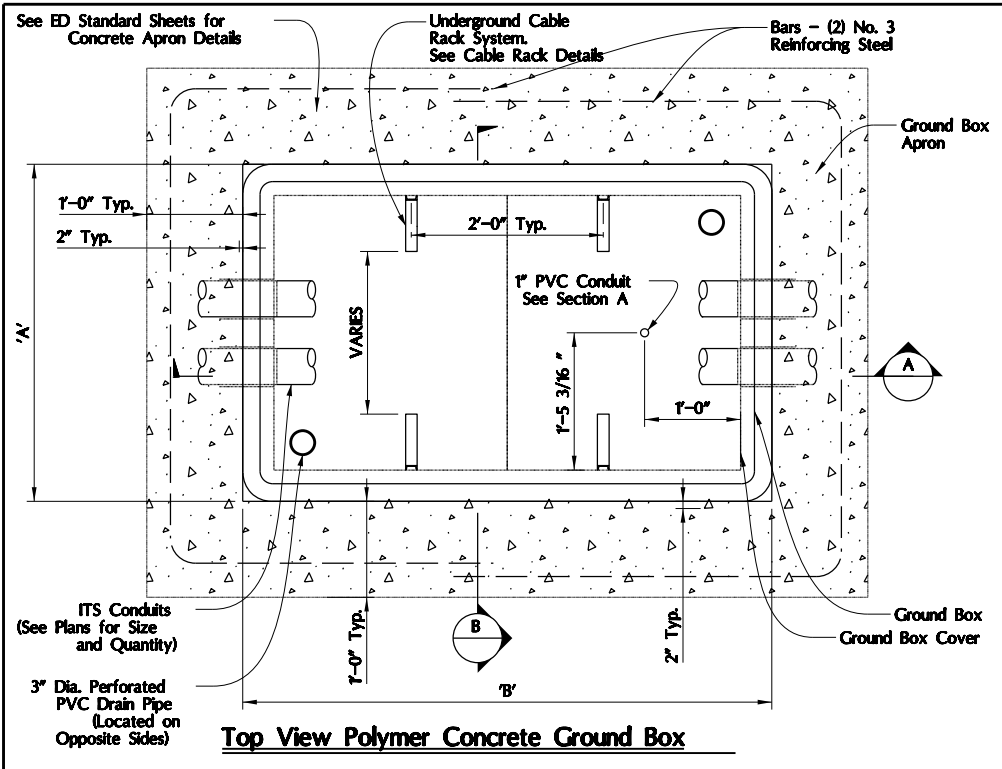 See ED Standard Sheets for
Concrete Apron Details
Underground Cable
Rack System.
See Cable Rack Details
Bars - (2) No. 3
Reinforcing Steel
Ground Box
Apron
1'-0" Typ.
2" Typ.
2'-0" Typ.
1" PVC Conduit
See Section A
'A'
VARIES
1'-5 3/16 "
1'-0"
A
ITS Conduits
(See Plans for Size
and Quantity)
1'-0" Typ.
B
2" Typ.
Ground Box
Ground Box Cover
3" Dia. Perforated
PVC Drain Pipe
(Located on
Opposite Sides)
'B'
Top View Polymer Concrete Ground Box